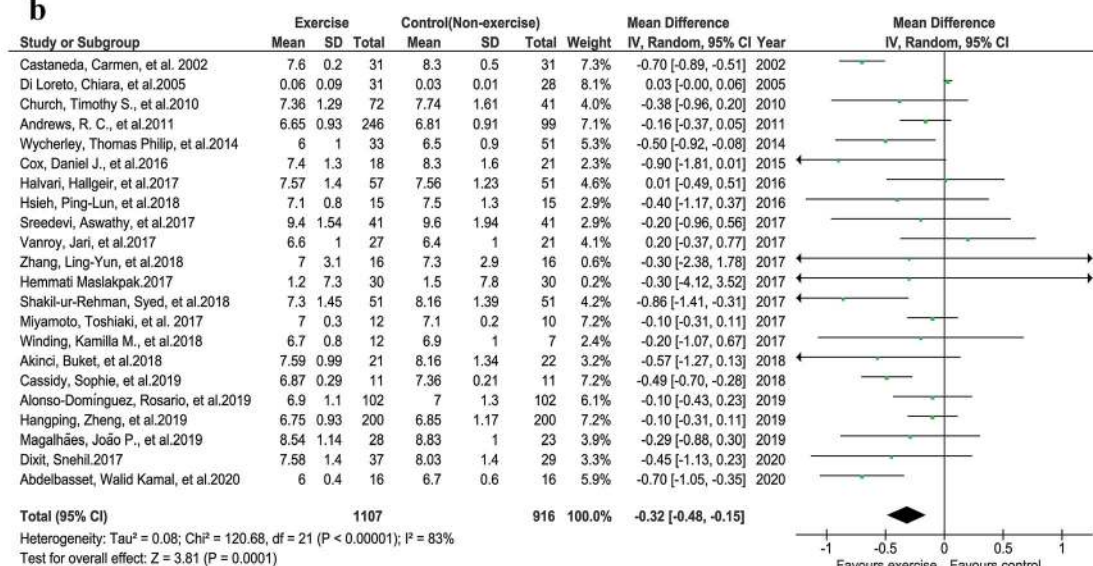 b
Exercise Control(Non-exercise) Mean Difference Mean Difference
Study or Subgroup Mean SD Total Mean SD Total Weight IV, Random, 95% CI Year IV, Random, 95% CI
Castaneda, Carmen, et al. 2002 7.6 0.2 31 8.3 0.5 31 7.3% -0.70 [-0.89, -0.51] 2002
Di Loreto, Chiara, et al.2005 0.06 0.09 31 0.03 0.01 28 8.1% 0.03 [-0.00, 0.06] 2005
Church, Timothy S., et al.2010 7.36 1.29 72 7.74 1.61 41 4.1% -0.38 [-0.96, 0.20] 2010
Andrews, R. C., et al.2011 6.65 0.93 246 6.81 0.91 99 7.1% -0.16 [-0.37, 0.05] 2011
Wycherley, Thomas Philip, et al.2014 6 1 33 6.5 0.9 51 5.4% -0.50 [-0.92, -0.08] 2014
Cox, Daniel J., et al.2016 7.4 1.3 18 8.3 1.6 21 2.4% -0.90 [-1.81, 0.01] 2015
Halvari, Hallgeir, et al.2017 7.57 1.4 57 7.56 1.23 51 4.6% 0.01 [-0.49, 0.51] 2016
Hsieh, Ping-Lun, et al.2018 7.1 0.8 15 7.5 1.3 15 2.9% -0.40 [-1.17, 0.37] 2016
Sreedevi, Aswathy, et al.2017 9.4 1.54 41 9.6 1.94 41 2.9% -0.20 [-0.96, 0.56] 2017
Vanroy, Jari, et al.2017 6.6 1 27 6.4 1 21 4.1% 0.20 [-0.37, 0.77] 2017
Zhang, Ling-Yun, et al.2018 7 3.1 16 7.3 2.9 16 0.6% -0.30 [-2.38, 1.78] 2017
Hemmati Maslakpak.2017 1.2 7.3 30 1.5 7.8 30 0.2% -0.30 [-4.12, 3.52] 2017
Shakil-ur-Rehman, Syed, et al.2018 7.3 1.45 51 8.16 1.39 51 4.3% -0.86 [-1.41, -0.31] 2017
Miyamoto, Toshiaki, et al. 2017 7 0.3 12 7.1 0.2 10 7.2% -0.10 [-0.31, 0.11] 2017
Winding, Kamilla M., et al.2018 6.7 0.8 12 6.9 1 7 2.4% -0.20 [-1.07, 0.67] 2017
Akinci, Buket, et al.2018 7.59 0.99 21 8.16 1.34 22 3.3% -0.57 [-1.27, 0.13] 2018
Cassidy, Sophie, et al.2019 6.87 0.29 11 7.36 0.21 11 7.2% -0.49 [-0.70, -0.28] 2018
Alonso-Domínguez, Rosario, et al.2019 6.9 1.1 102 7 1.3 102 6.2% -0.10 [-0.43, 0.23] 2019
Hangping, Zheng, et al.2019 6.75 0.93 200 6.85 1.17 200 7.2% -0.10 [-0.31, 0.11] 2019
Magalhães, João P., et al.2019 8.54 1.14 28 8.83 1 23 4.0% -0.29 [-0.88, 0.30] 2019
Dixit, Snehil.2017 7.58 1.4 37 8.03 1.4 29 3.4% -0.45 [-1.13, 0.23] 2020
Abdelbasset, Walid Kamal, et al.2020 6 0.4 16 6.7 0.6 16 5.9% -0.70 [-1.05, -0.35] 2020
Total (95% CI) 1107 916 100.0% -0.32 [-0.48, -0.15]
Heterogeneity: Tau² = 0.08; Chi² = 120.68, df = 21 (P < 0.00001); I² = 83%
Test for overall effect: Z = 3.81 (P = 0.0001)
-1 -0.5 0 0.5 1
Favours exercise Favours control